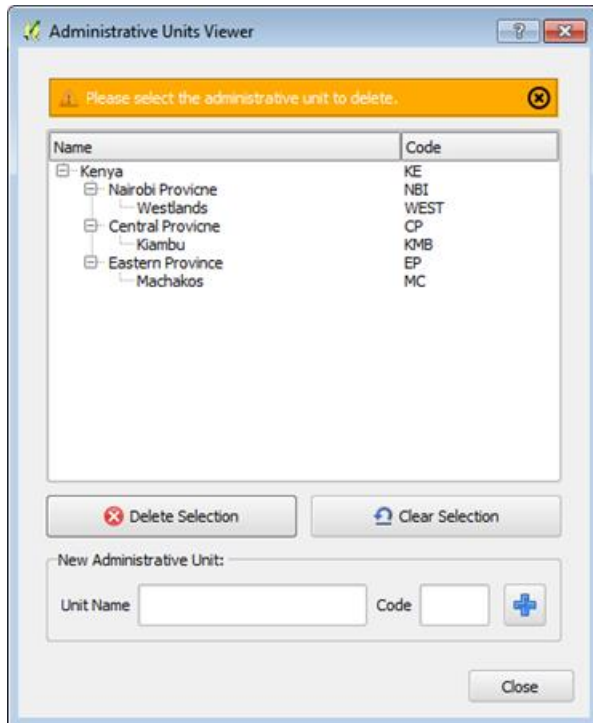 Administrative Units Viewer
Please select the administrative unit to delete.
Name Code
Kenya KE
Nairobi Provicne NBI
Westlands WEST
Central Provicne CP
Kiambu KMB
Eastern Province EP
Machakos MC
Delete Selection Clear Selection
New Administrative Unit:
Unit Name Code
Close